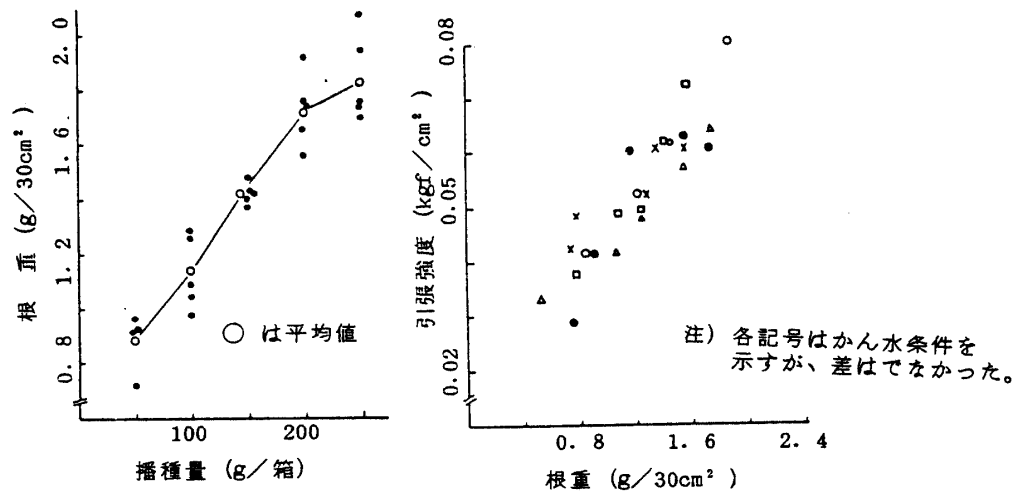 2.0
1.6
1.2
0.8
根 重 (g/30cm²)
○は平均値
100
200
播種量 (g/箱)
0.08
0.05
0.02
引張強度 (kgf/cm²)
注) 各記号はかん水条件を
示すが、差はでなかった。
0.8
1.6
2.4
根重 (g/30cm²)